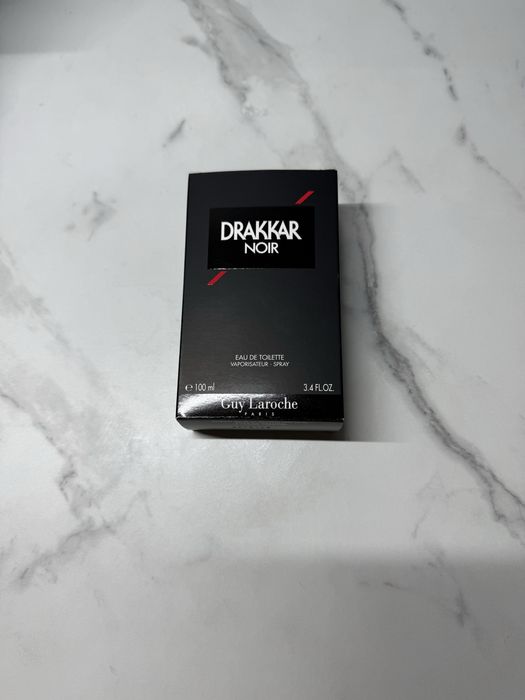 DRAKKAR
NOIR
EAU DE TOILETTE
VAPORISATEUR - SPRAY
℮ 100 ml 3.4 FL.OZ.
Guy Laroche
PARIS